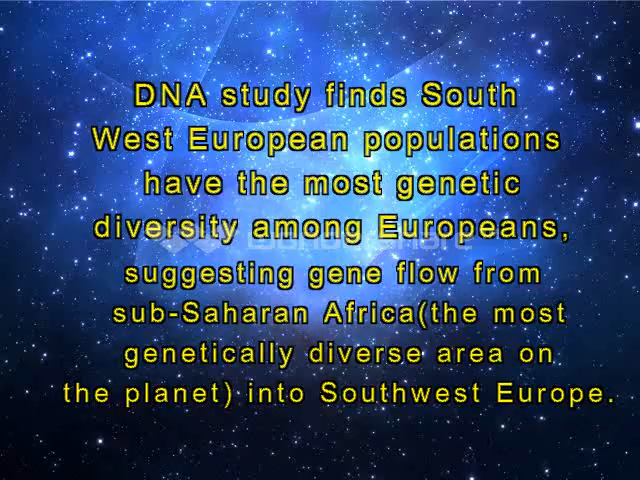 DNA study finds South
West European populations
have the most genetic
diversity among Europeans,
suggesting gene flow from
sub-Saharan Africa(the most
genetically diverse area on
the planet) into Southwest Europe.